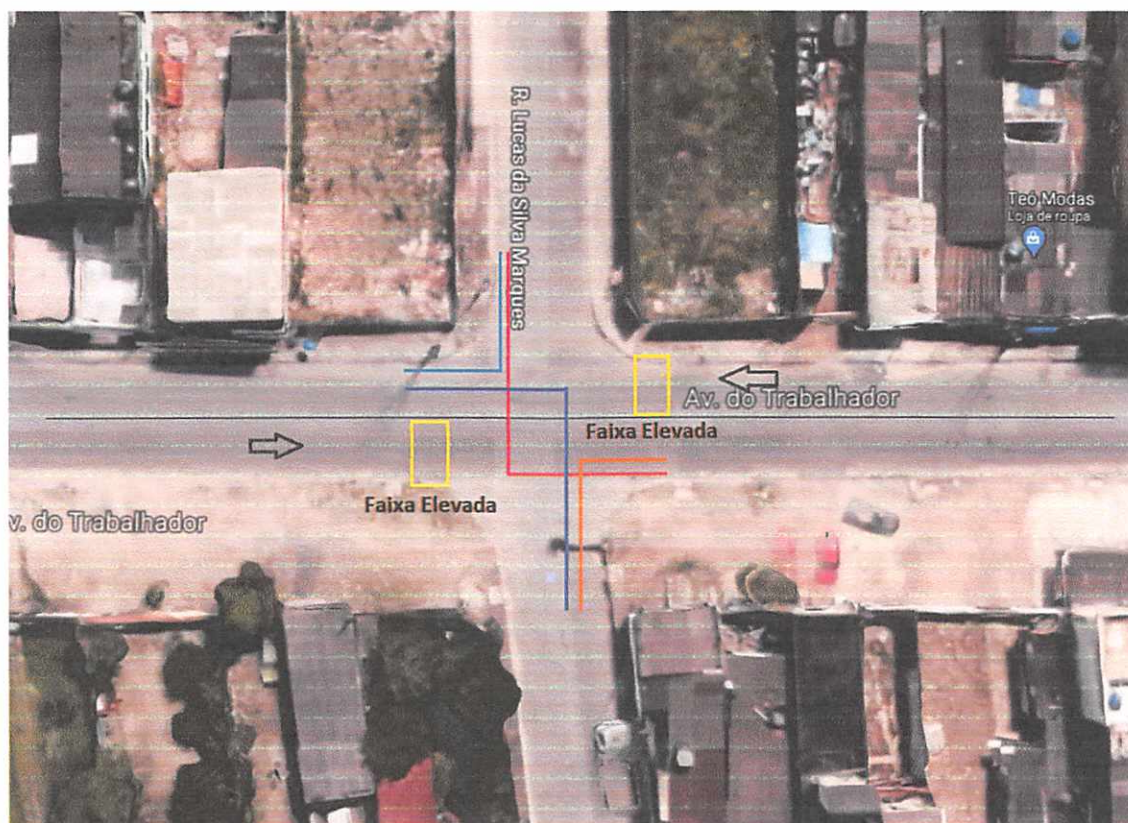 R. Lucas da Silva Marques
Teó Modas
Loja de roupa
Av. do Trabalhador
Faixa Elevada
Faixa Elevada
v. do Trabalhador